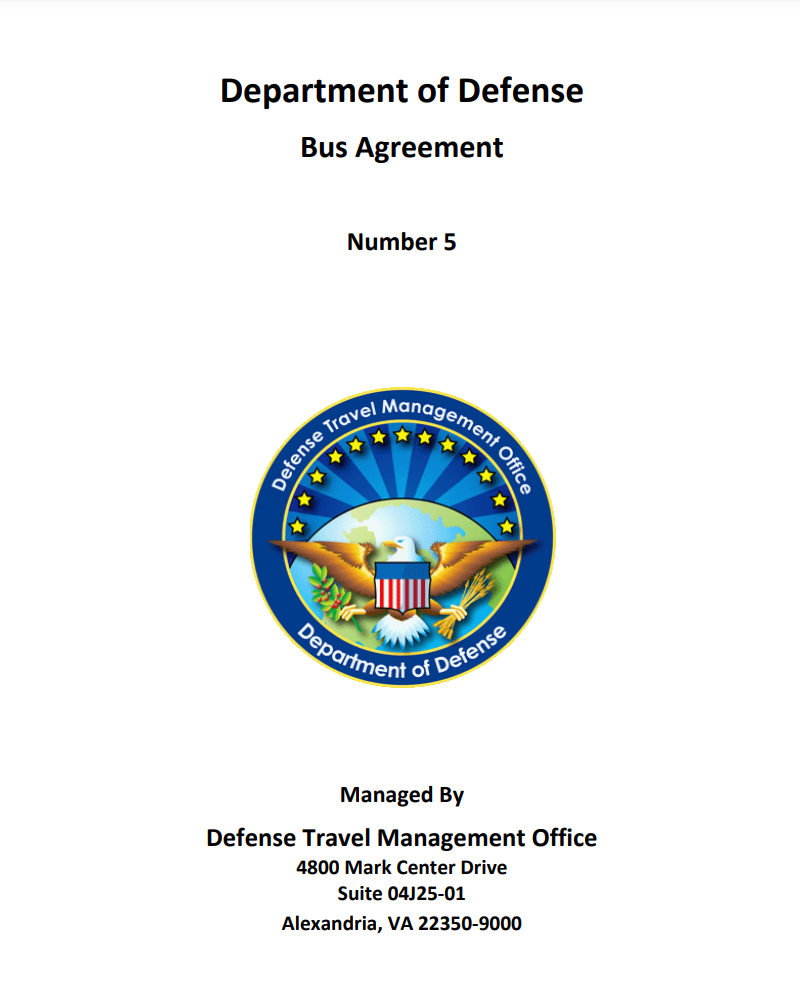 Department of Defense
Bus Agreement
Number 5
Defense Travel Management Office
Department of Defense
Managed By
Defense Travel Management Office
4800 Mark Center Drive
Suite 04J25-01
Alexandria, VA 22350-9000